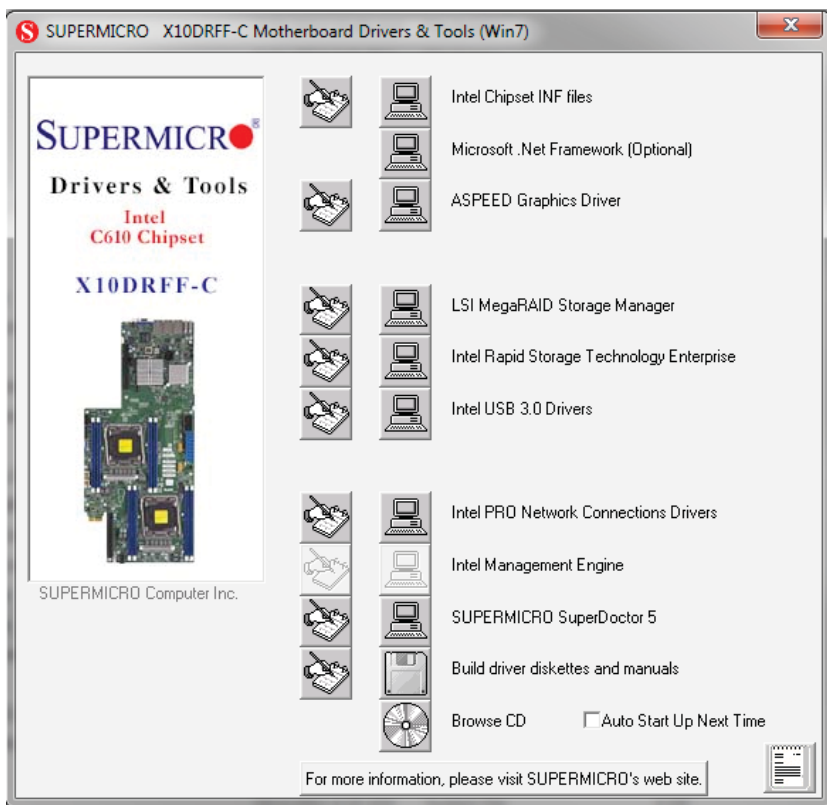 SUPERMICRO X10DRFF-C Motherboard Drivers & Tools (Win7)
SUPERMICRO®
Drivers & Tools
Intel
C610 Chipset
X10DRFF-C
SUPERMICRO Computer Inc.
Intel Chipset INF files
Microsoft .Net Framework (Optional)
ASPEED Graphics Driver
LSI MegaRAID Storage Manager
Intel Rapid Storage Technology Enterprise
Intel USB 3.0 Drivers
Intel PRO Network Connections Drivers
Intel Management Engine
SUPERMICRO SuperDoctor 5
Build driver diskettes and manuals
Browse CD Auto Start Up Next Time
For more information, please visit SUPERMICRO's web site.